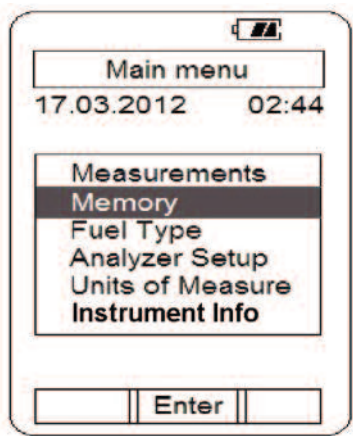 Main menu
17.03.2012 02:44
Measurements
Memory
Fuel Type
Analyzer Setup
Units of Measure
Instrument Info
Enter